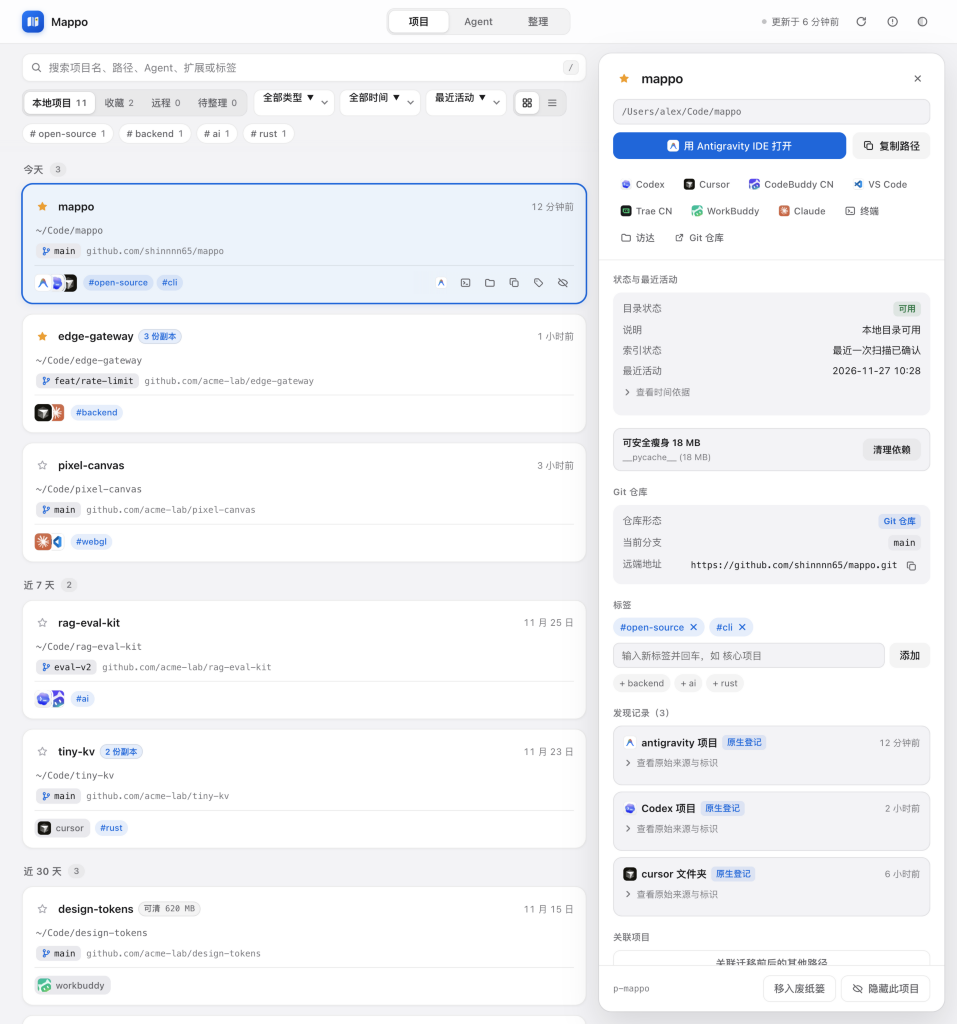 Mappo
项目
Agent
整理
更新于 6 分钟前
搜索项目名、路径、Agent、扩展或标签
/
本地项目 11
收藏 2
远程 0
待整理 0
全部类型 ▼
全部时间 ▼
最近活动 ▼
# open-source 1
# backend 1
# ai 1
# rust 1
今天 3
mappo
12 分钟前
~/Code/mappo
main
github.com/shinnnn65/mappo
#open-source
#cli
edge-gateway
3 份副本
1 小时前
~/Code/edge-gateway
feat/rate-limit
github.com/acme-lab/edge-gateway
#backend
pixel-canvas
3 小时前
~/Code/pixel-canvas
main
github.com/acme-lab/pixel-canvas
#webgl
近 7 天 2
rag-eval-kit
11 月 25 日
~/Code/rag-eval-kit
eval-v2
github.com/acme-lab/rag-eval-kit
#ai
tiny-kv
2 份副本
11 月 23 日
~/Code/tiny-kv
main
github.com/acme-lab/tiny-kv
cursor
#rust
近 30 天 3
design-tokens
可清 620 MB
11 月 15 日
~/Code/design-tokens
main
github.com/acme-lab/design-tokens
workbuddy
mappo
/Users/alex/Code/mappo
用 Antigravity IDE 打开
复制路径
Codex
Cursor
CodeBuddy CN
VS Code
Trae CN
WorkBuddy
Claude
终端
访达
Git 仓库
状态与最近活动
目录状态
可用
说明
本地目录可用
索引状态
最近一次扫描已确认
最近活动
2026-11-27 10:28
查看时间依据
可安全瘦身 18 MB
__pycache__ (18 MB)
清理依赖
Git 仓库
仓库形态
Git 仓库
当前分支
main
远端地址
https://github.com/shinnnn65/mappo.git
标签
#open-source ✕
#cli ✕
输入新标签并回车，如 核心项目
添加
+ backend
+ ai
+ rust
发现记录（3）
antigravity 项目
原生登记
12 分钟前
查看原始来源与标识
Codex 项目
原生登记
2 小时前
查看原始来源与标识
cursor 文件夹
原生登记
6 小时前
查看原始来源与标识
关联项目
关联迁移前后的其他路径
p-mappo
移入废纸篓
隐藏此项目